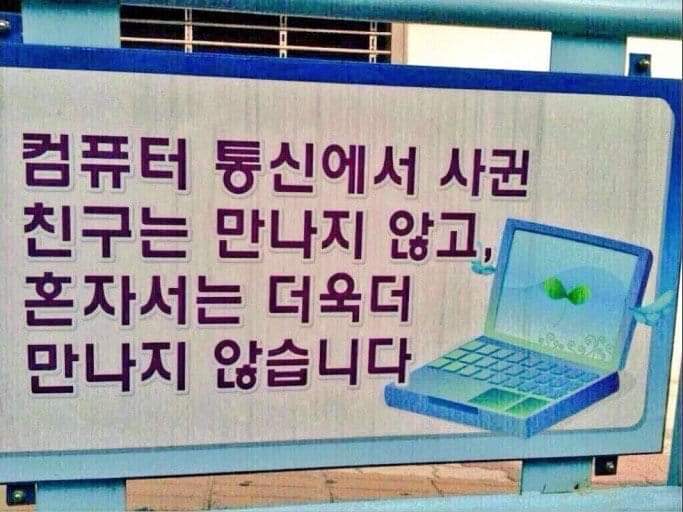 컴퓨터 통신에서 사귄
친구는 만나지 않고,
혼자서는 더욱더
만나지 않습니다